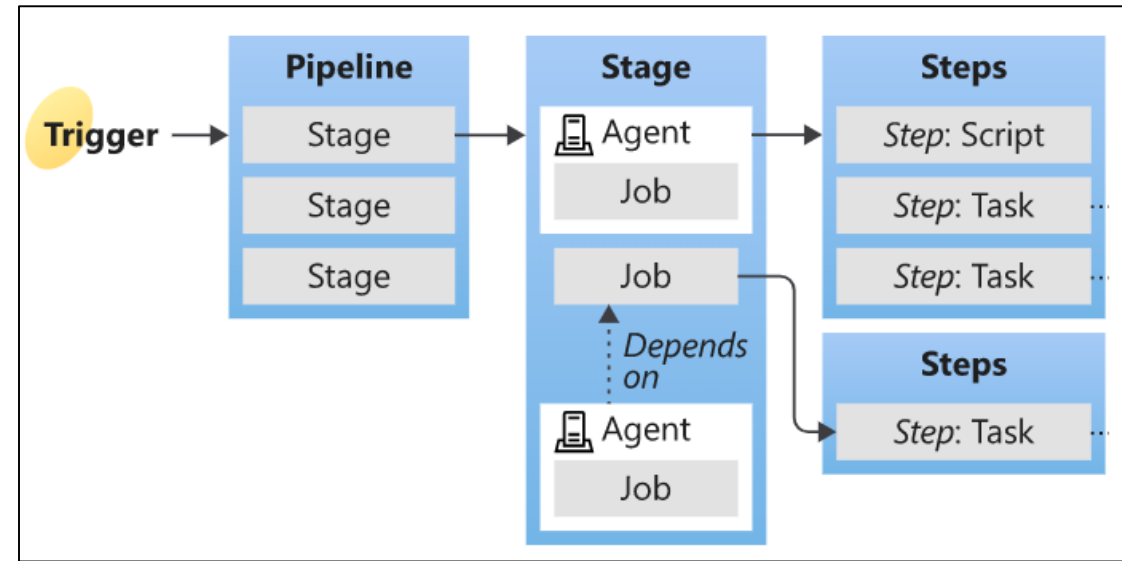 Trigger
Pipeline
Stage
Stage
Stage
Stage
Agent
Job
Job
Depends
on
Agent
Job
Steps
Step: Script
Step: Task
Step: Task
Steps
Step: Task